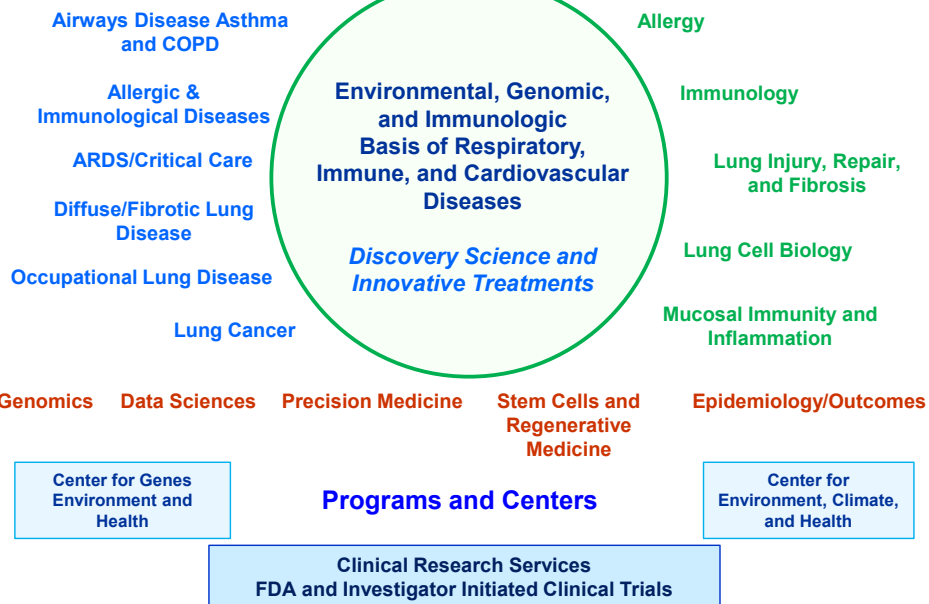 Airways Disease Asthma
and COPD
Allergic &
Immunological Diseases
ARDS/Critical Care
Diffuse/Fibrotic Lung
Disease
Occupational Lung Disease
Lung Cancer
Environmental, Genomic,
and Immunologic
Basis of Respiratory,
Immune, and Cardiovascular
Diseases
Discovery Science and
Innovative Treatments
Allergy
Immunology
Lung Injury, Repair,
and Fibrosis
Lung Cell Biology
Mucosal Immunity and
Inflammation
Genomics
Data Sciences
Precision Medicine
Stem Cells and
Regenerative
Medicine
Epidemiology/Outcomes
Center for Genes
Environment and
Health
Programs and Centers
Center for
Environment, Climate,
and Health
Clinical Research Services
FDA and Investigator Initiated Clinical Trials